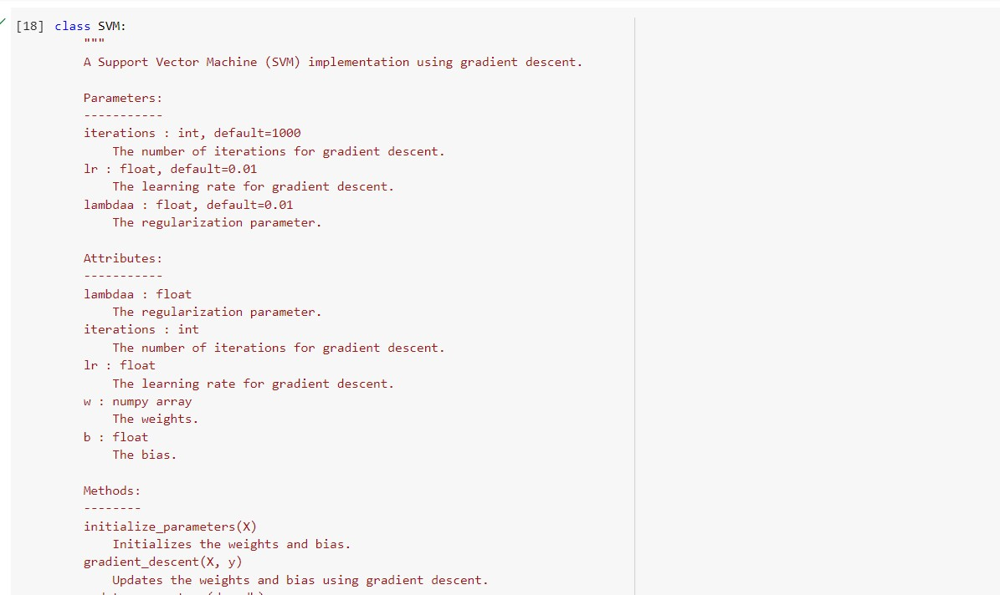 [18] class SVM:
"""
A Support Vector Machine (SVM) implementation using gradient descent.
Parameters:
-----------
iterations : int, default=1000
The number of iterations for gradient descent.
lr : float, default=0.01
The learning rate for gradient descent.
lambdaa : float, default=0.01
The regularization parameter.
Attributes:
-----------
lambdaa : float
The regularization parameter.
iterations : int
The number of iterations for gradient descent.
lr : float
The learning rate for gradient descent.
w : numpy array
The weights.
b : float
The bias.
Methods:
--------
initialize_parameters(X)
Initializes the weights and bias.
gradient_descent(X, y)
Updates the weights and bias using gradient descent.